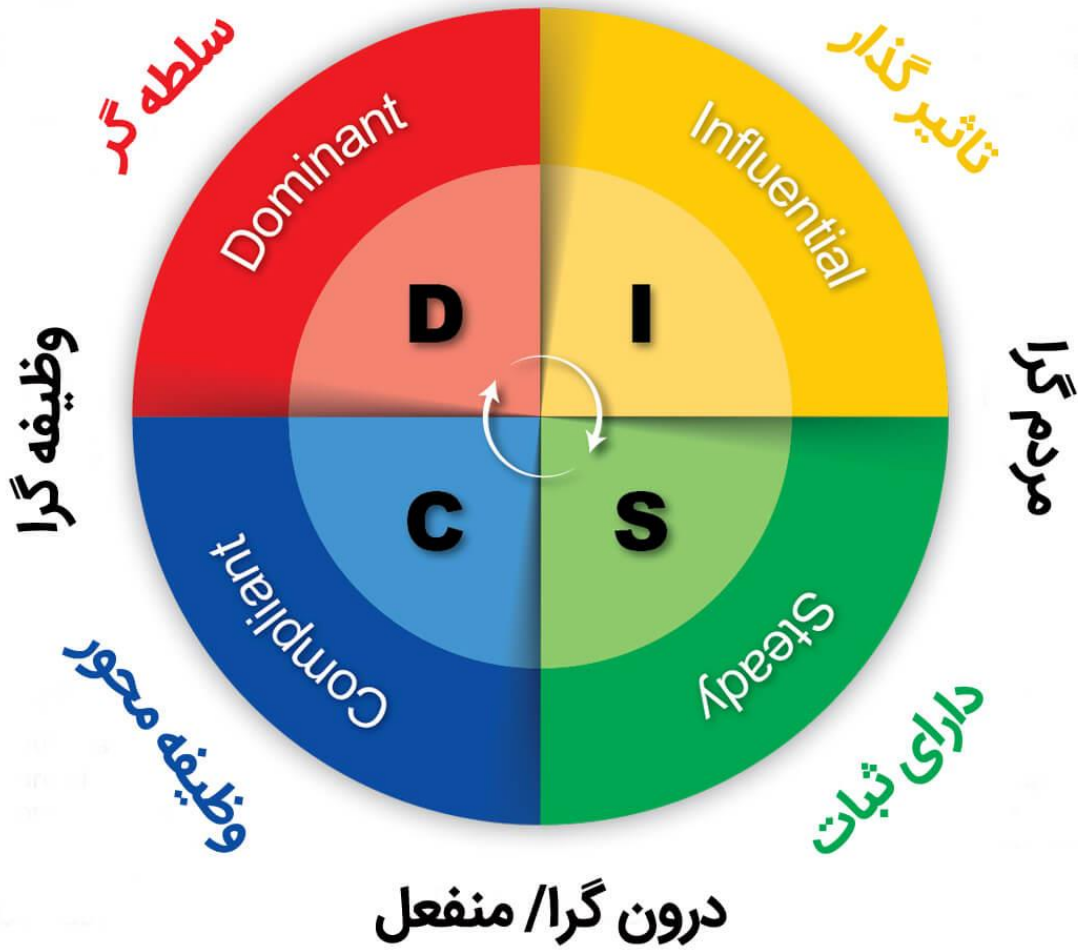 سلطه گر
تاثیر گذار
Dominant
Influential
D
I
وظیفه گرا
مردم گرا
C
S
Compliant
Steady
وظیفه محور
دارای ثبات
درون گرا/ منفعل